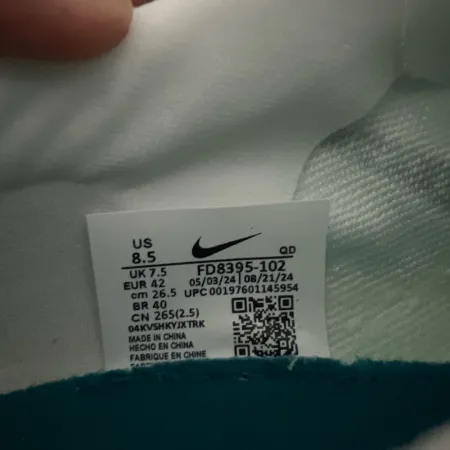 US
8.5
QD
UK 7.5
FD8395-102
EUR 42
05/03/24 | 08/21/24
cm 26.5
UPC 00197601145954
BR 40
CN 265(2.5)
04KVSHKYJXTRK
MADE IN CHINA
HECHO EN CHINA
FABRIQUE EN CHINE